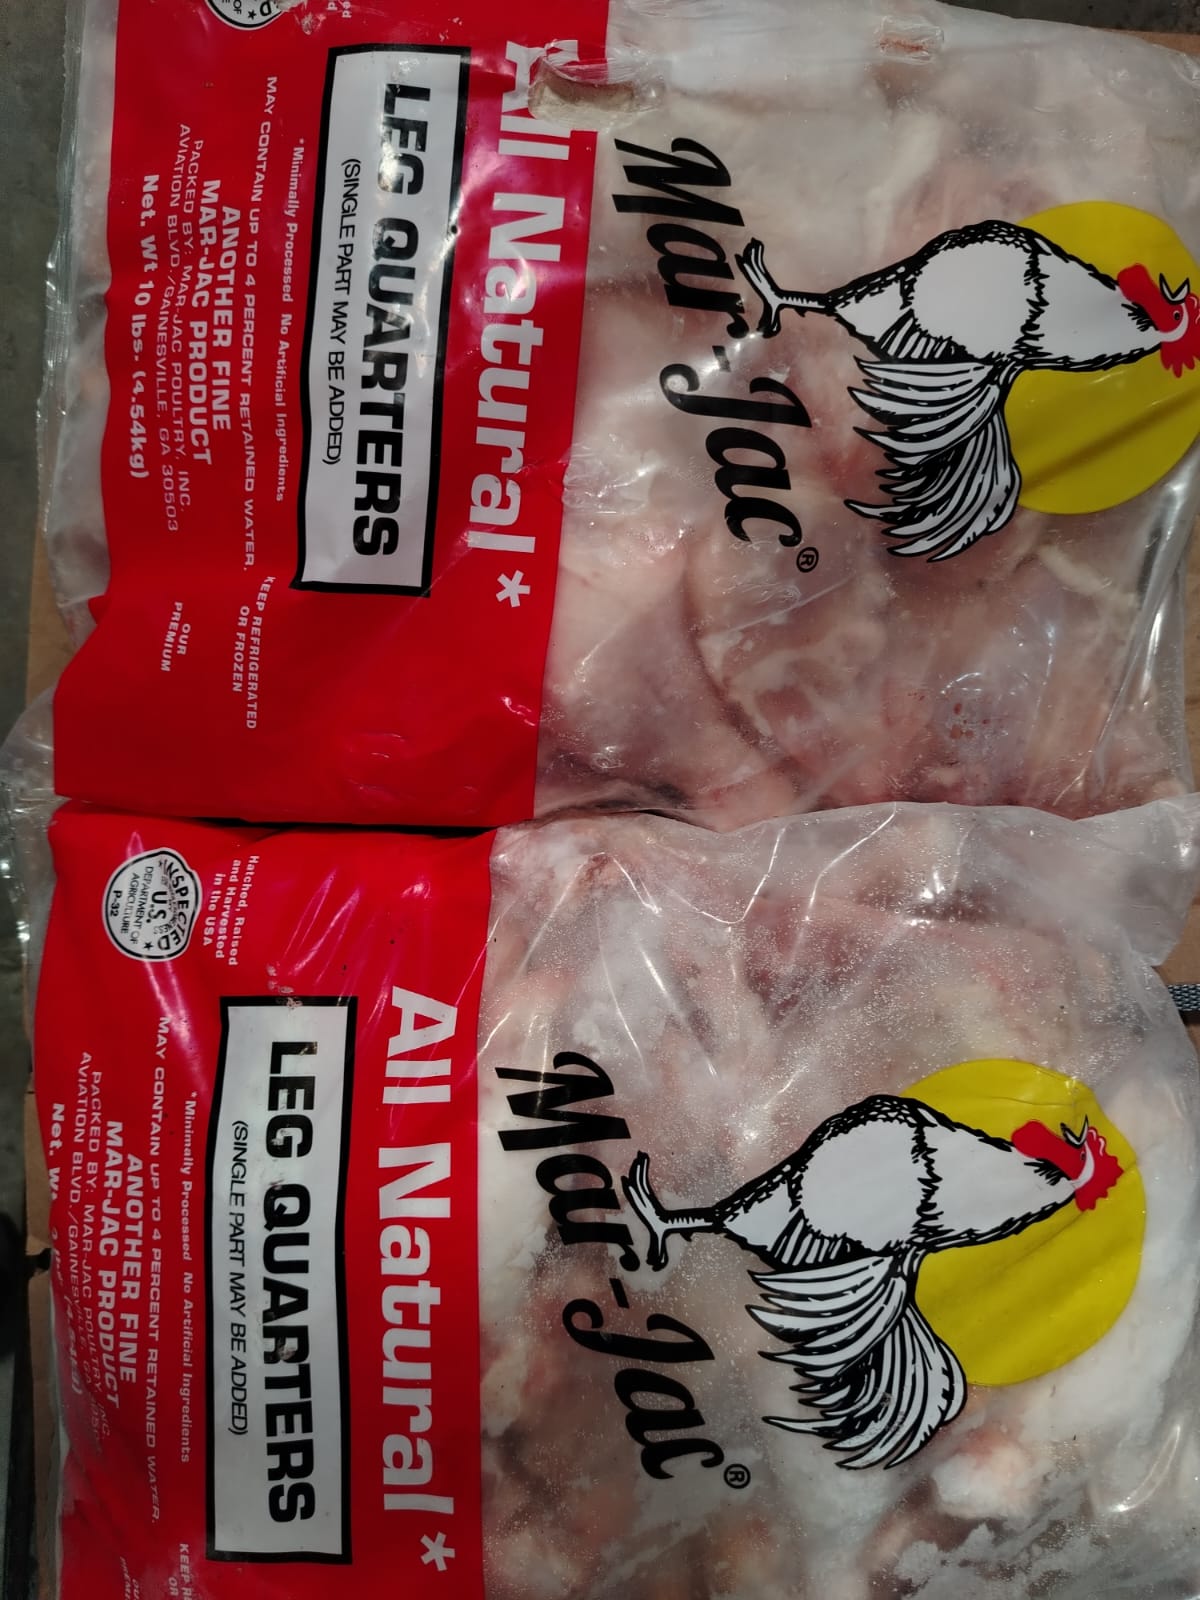 Mar-Jac®
All Natural*
LEG QUARTERS
(SINGLE PART MAY BE ADDED)
*Minimally Processed No Artificial Ingredients
MAY CONTAIN UP TO 4 PERCENT RETAINED WATER.
KEEP REFRIGERATED
OR FROZEN
ANOTHER FINE
MAR-JAC PRODUCT
PACKED BY: MAR-JAC POULTRY, INC.
AVIATION BLVD./GAINESVILLE, GA 30503
Net. Wt 10 lbs. (4.54kg)
OUR
PREMIUM
Mar-Jac®
All Natural*
Hatched, Raised
and Harvested
in the USA
INSPECTED
U.S.
DEPARTMENT OF
AGRICULTURE
P-32
LEG QUARTERS
(SINGLE PART MAY BE ADDED)
*Minimally Processed No Artificial Ingredients
MAY CONTAIN UP TO 4 PERCENT RETAINED WATER.
KEEP
OR
ANOTHER FINE
MAR-JAC PRODUCT
PACKED BY: MAR-JAC POULTRY, INC.
AVIATION BLVD./GAINESVILLE, GA
Net.